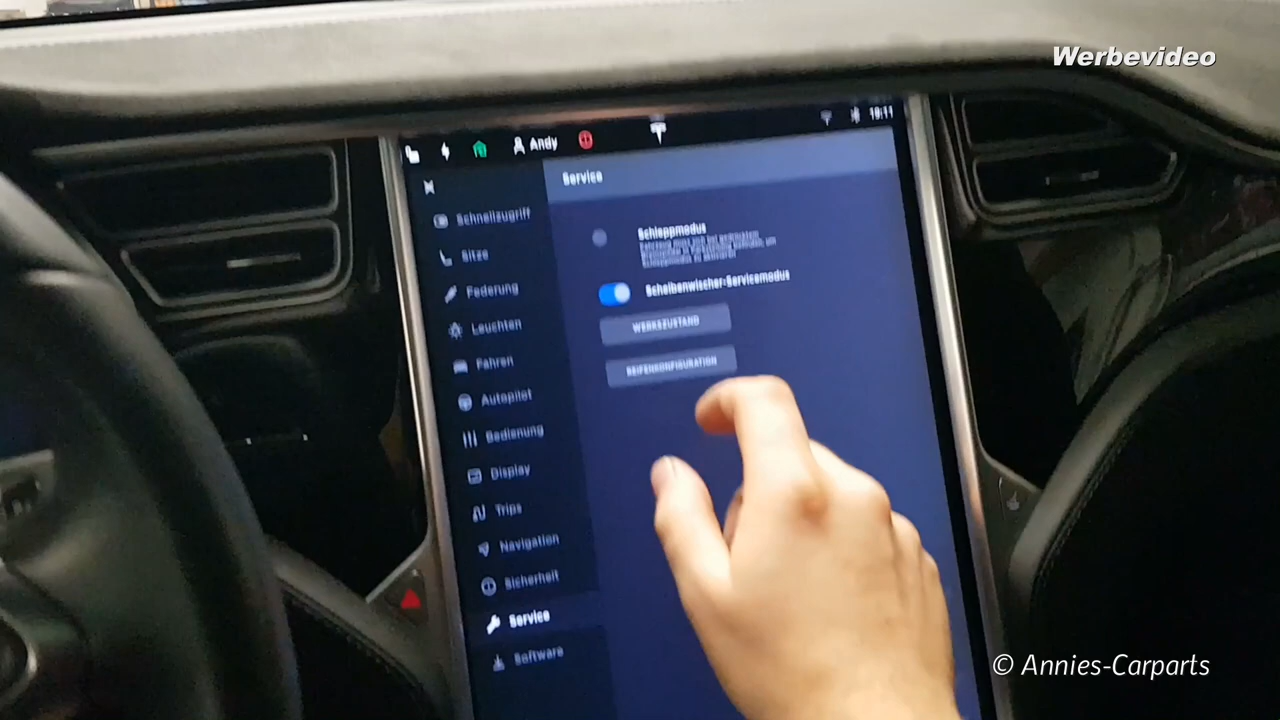 Werbevideo
Andy
19:11
Service
Schnellzugriff
Schleppmodus
Sitze
Scheibenwischer-Servicemodus
Federung
WERKSZUSTAND
Leuchten
REIFENKONFIGURATION
Fahren
Autopilot
Bedienung
Display
Trips
Navigation
Sicherheit
Service
Software
© Annies-Carparts